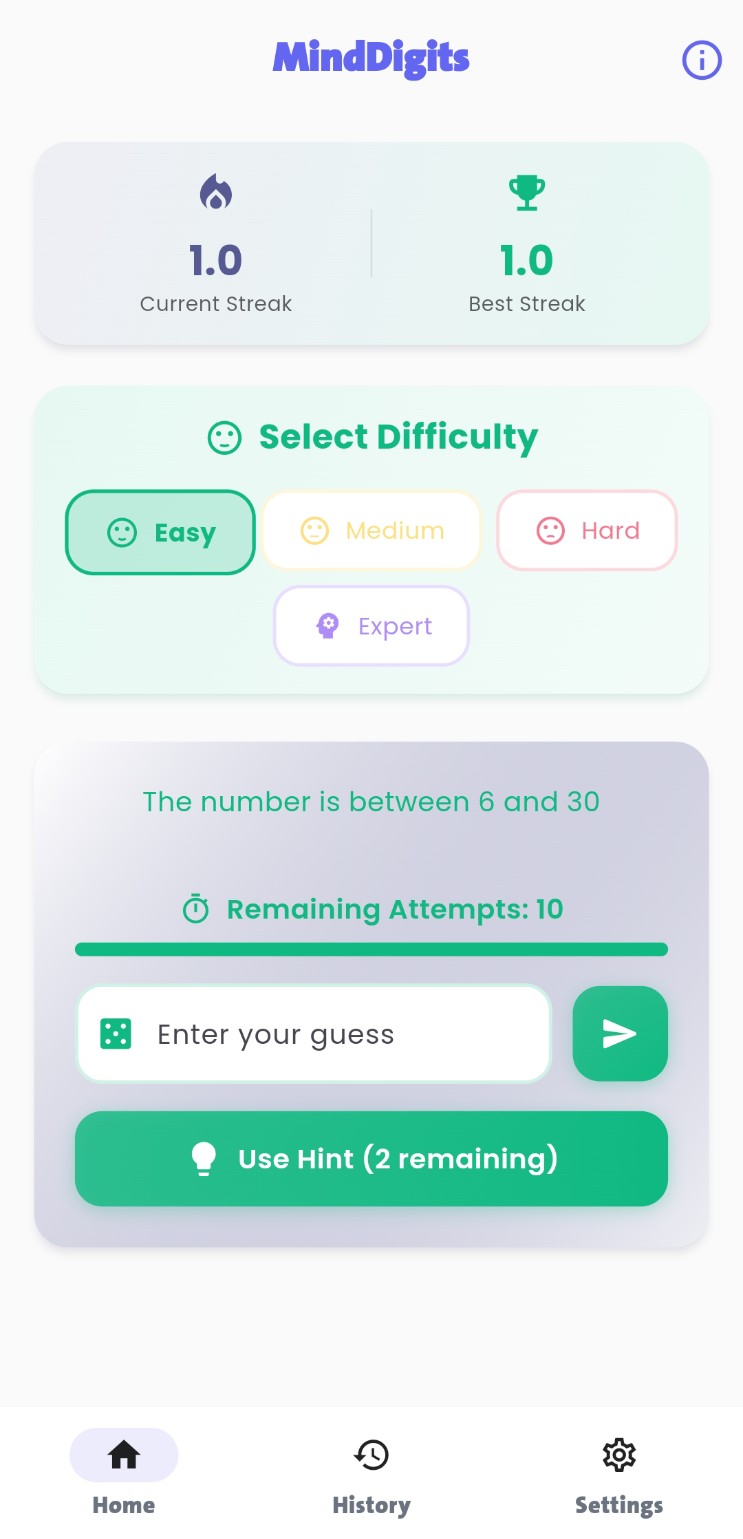 MindDigits
1.0
Current Streak
1.0
Best Streak
Select Difficulty
Easy
Medium
Hard
Expert
The number is between 6 and 30
Remaining Attempts: 10
Enter your guess
Use Hint (2 remaining)
Home
History
Settings